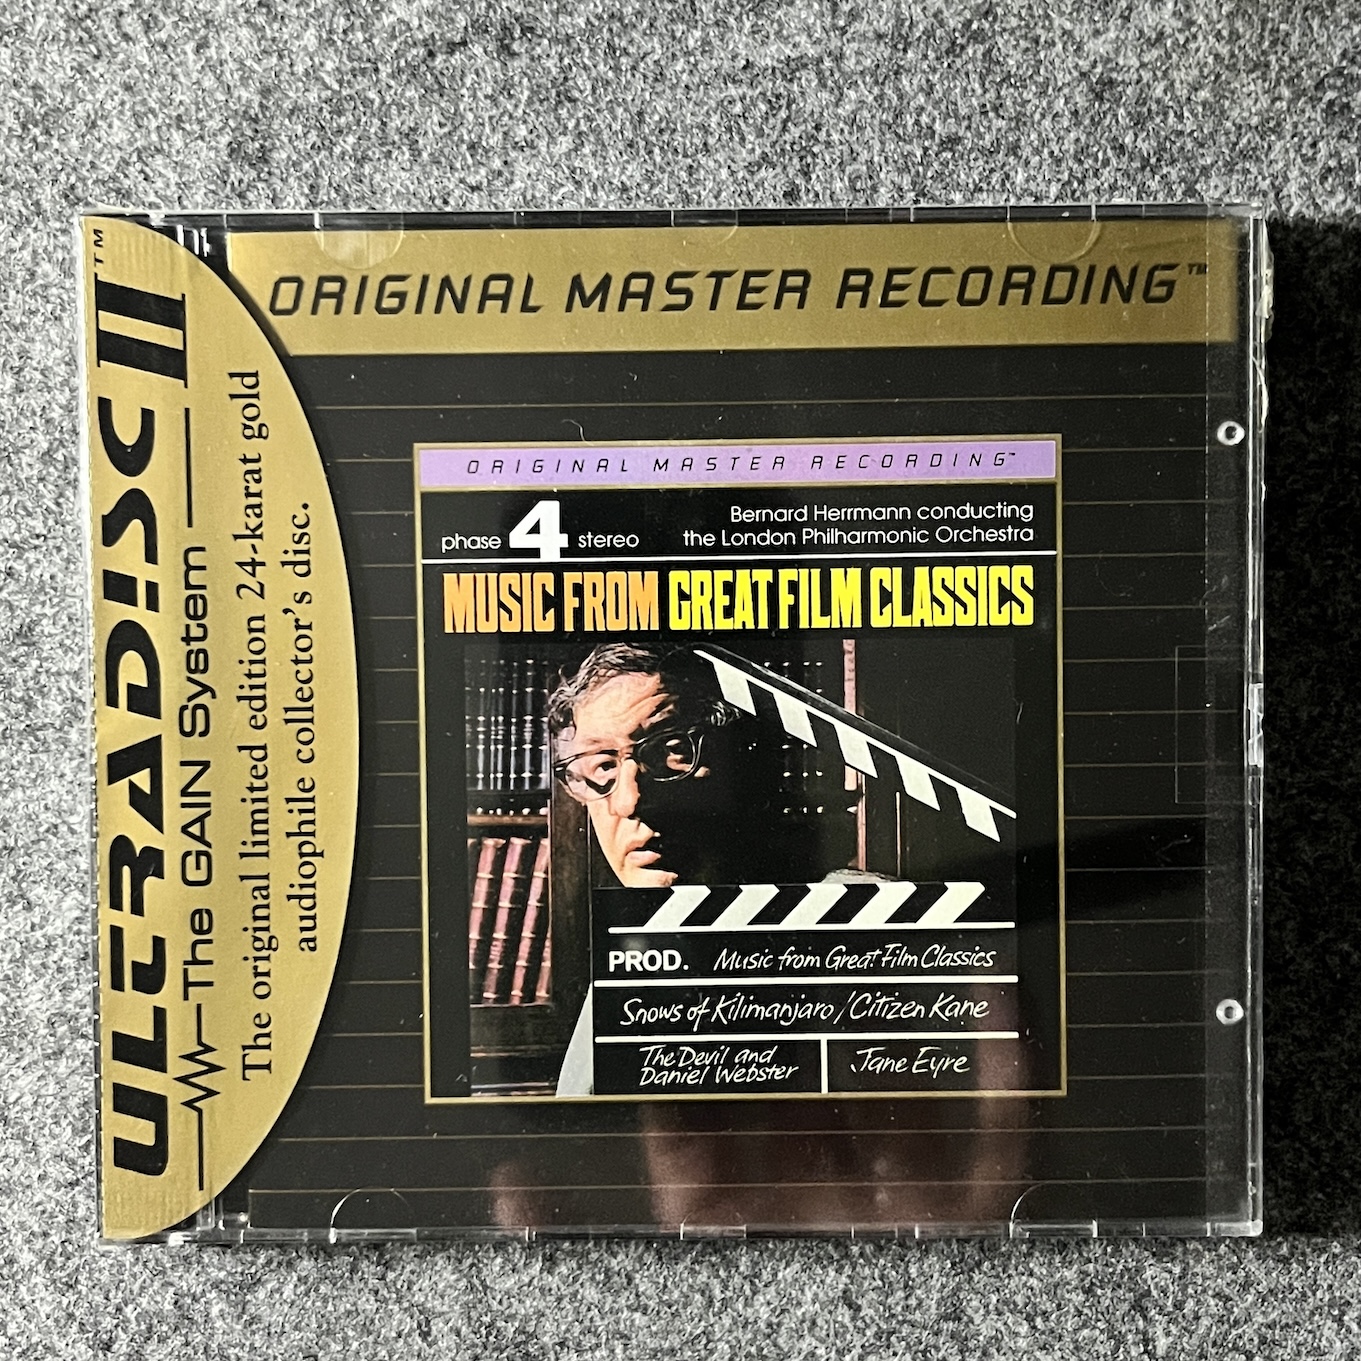 ORIGINAL MASTER RECORDING™
ULTRADISC II™
The GAIN System
The original limited edition 24-karat gold
audiophile collector's disc.
ORIGINAL MASTER RECORDING™
phase 4 stereo
Bernard Herrmann conducting
the London Philharmonic Orchestra
MUSIC FROM GREAT FILM CLASSICS
PROD. Music from Great Film Classics
Snows of Kilimanjaro / Citizen Kane
The Devil and
Daniel Webster
Jane Eyre